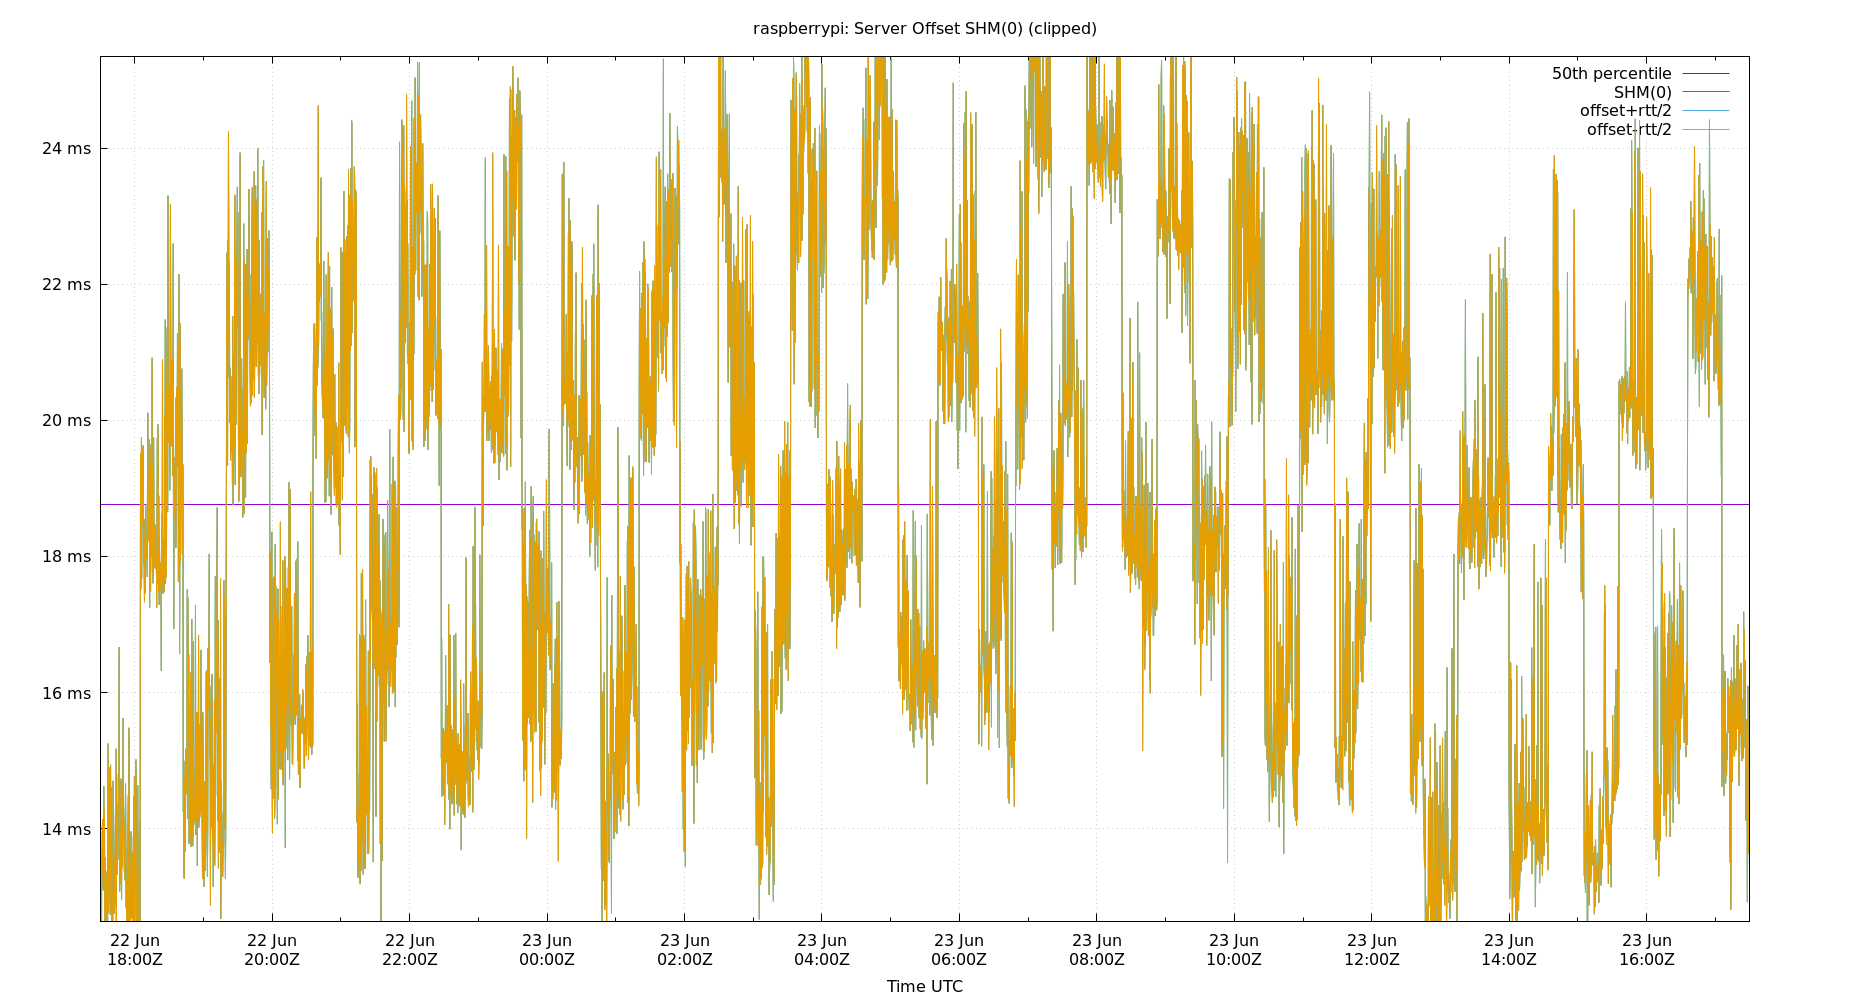 raspberrypi: Server Offset SHM(0) (clipped)
50th percentile
SHM(0)
offset+rtt/2
offset-rtt/2
24 ms
22 ms
20 ms
18 ms
16 ms
14 ms
22 Jun 22 Jun 22 Jun 23 Jun 23 Jun 23 Jun 23 Jun 23 Jun 23 Jun 23 Jun 23 Jun 23 Jun
18:00Z 20:00Z 22:00Z 00:00Z 02:00Z 04:00Z 06:00Z 08:00Z 10:00Z 12:00Z 14:00Z 16:00Z
Time UTC